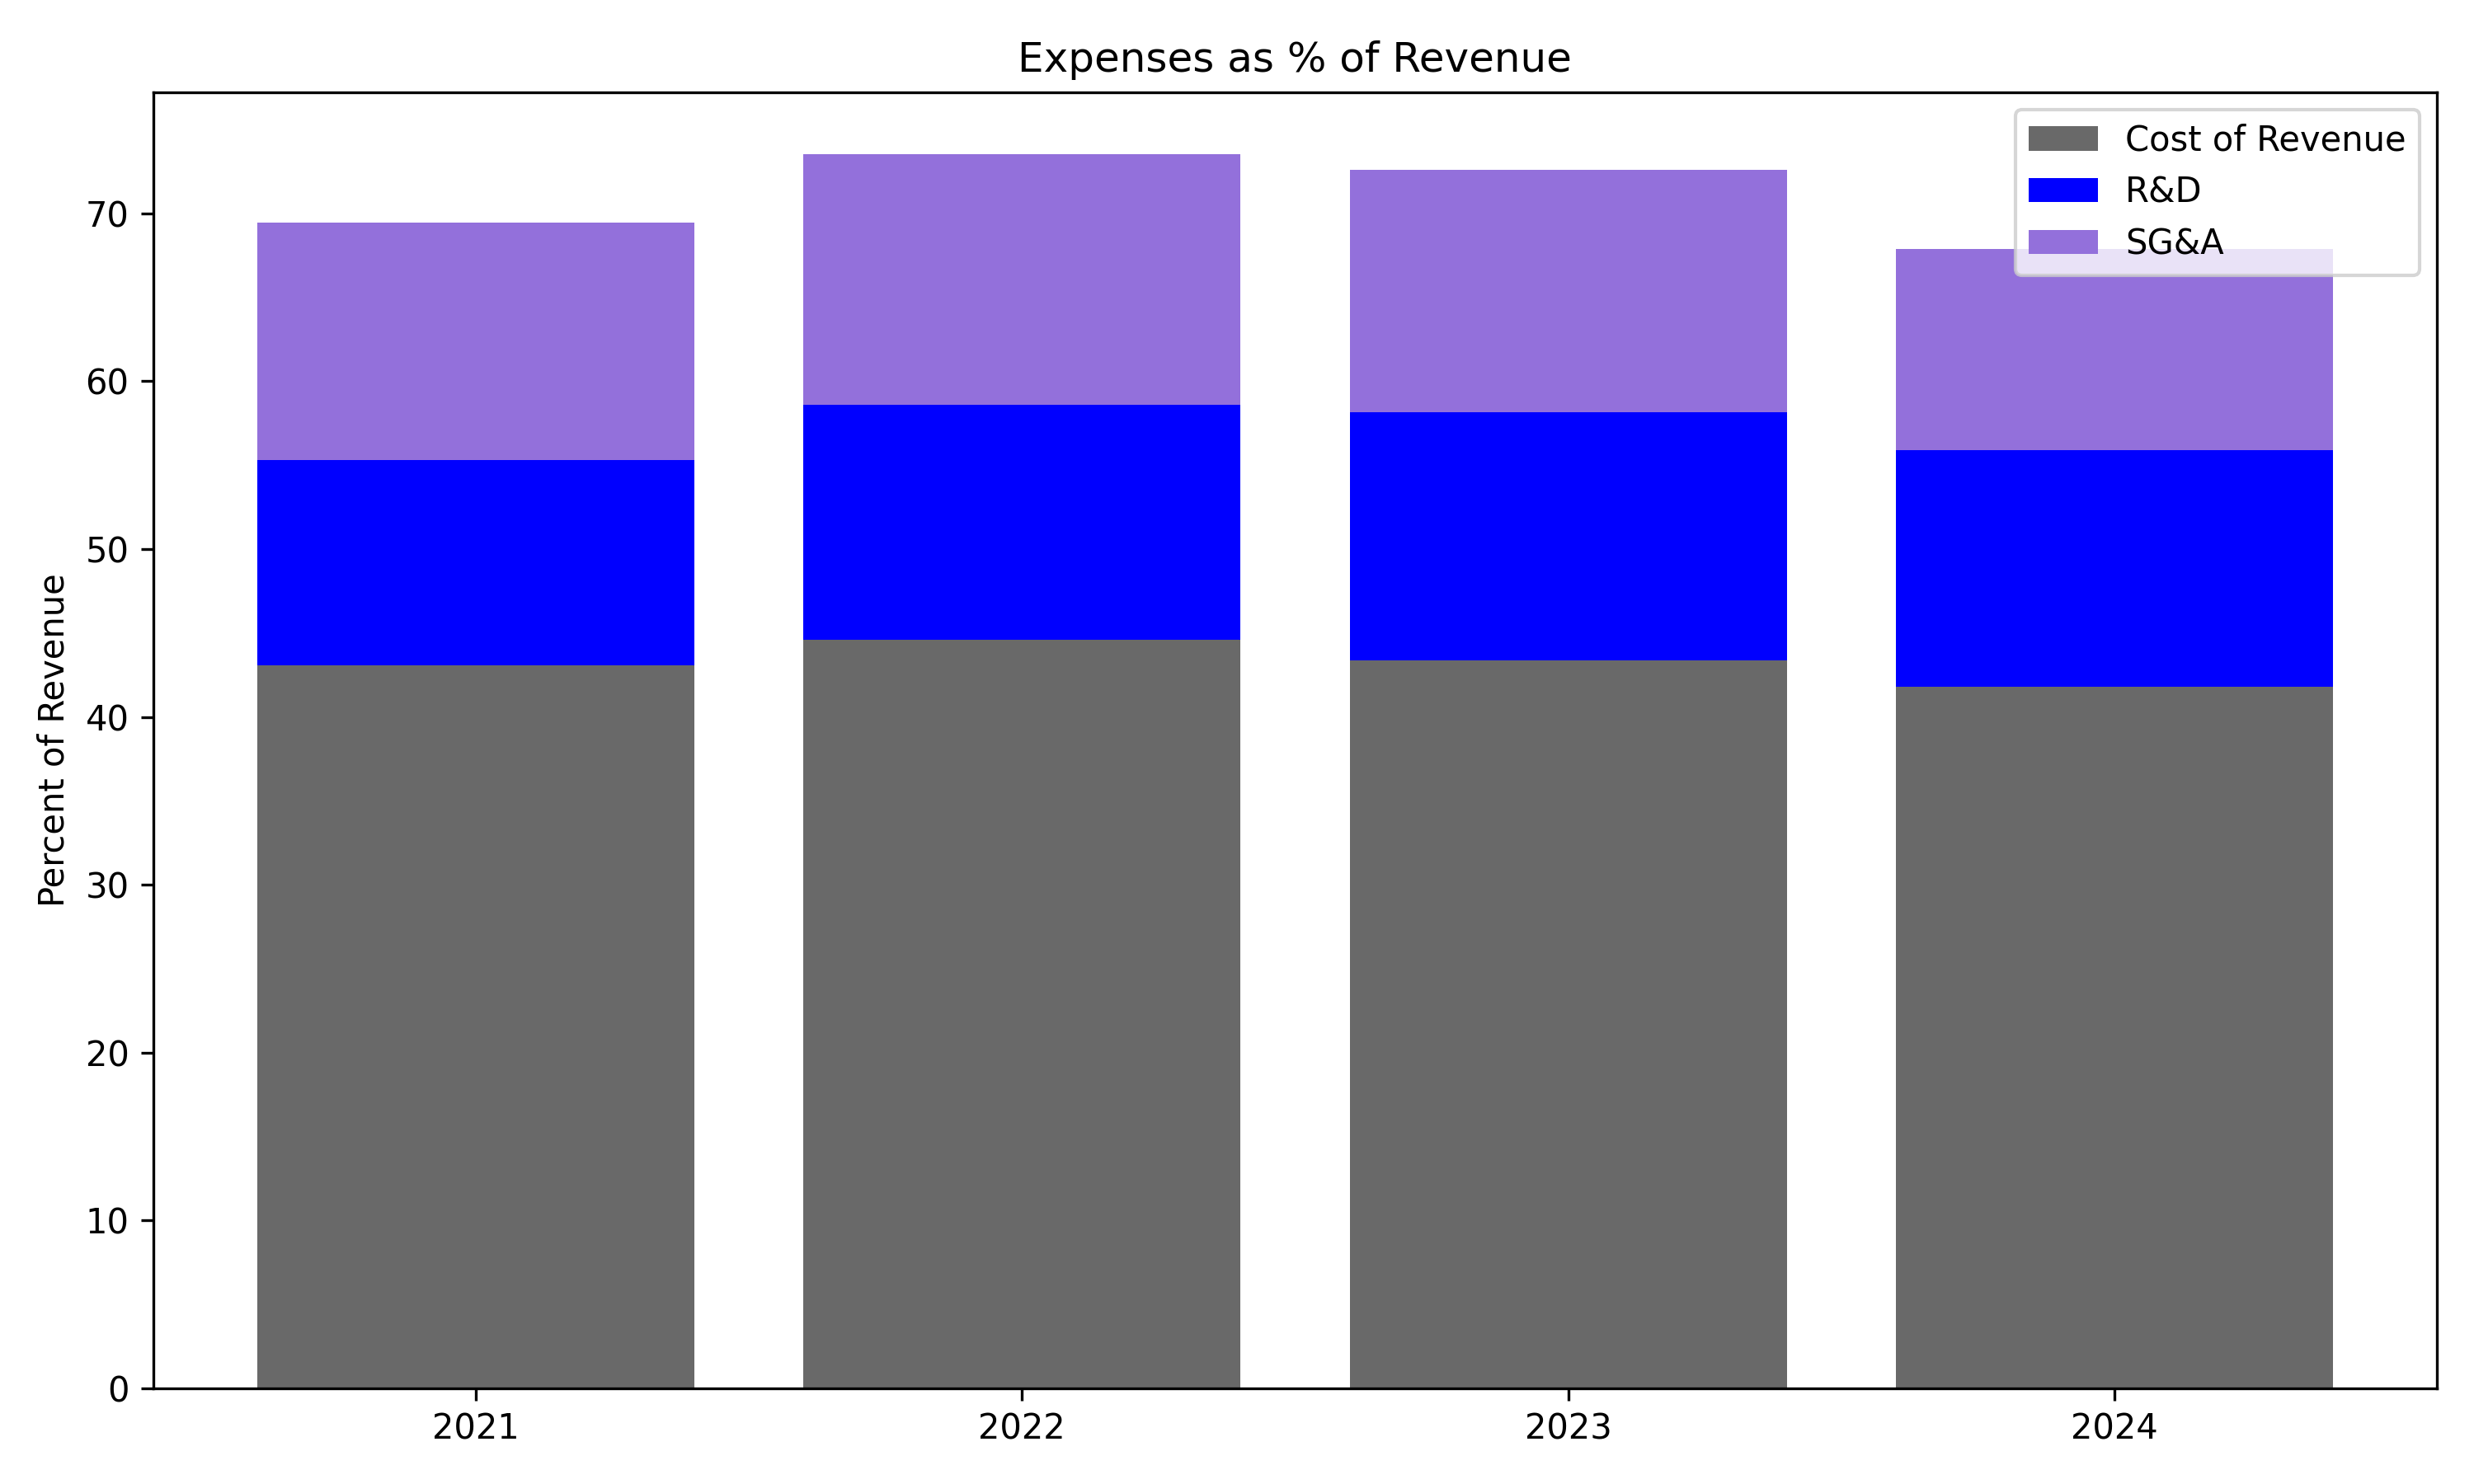 Expenses as % of Revenue
Cost of Revenue
R&D
SG&A
Percent of Revenue
70
60
50
40
30
20
10
0
2021
2022
2023
2024